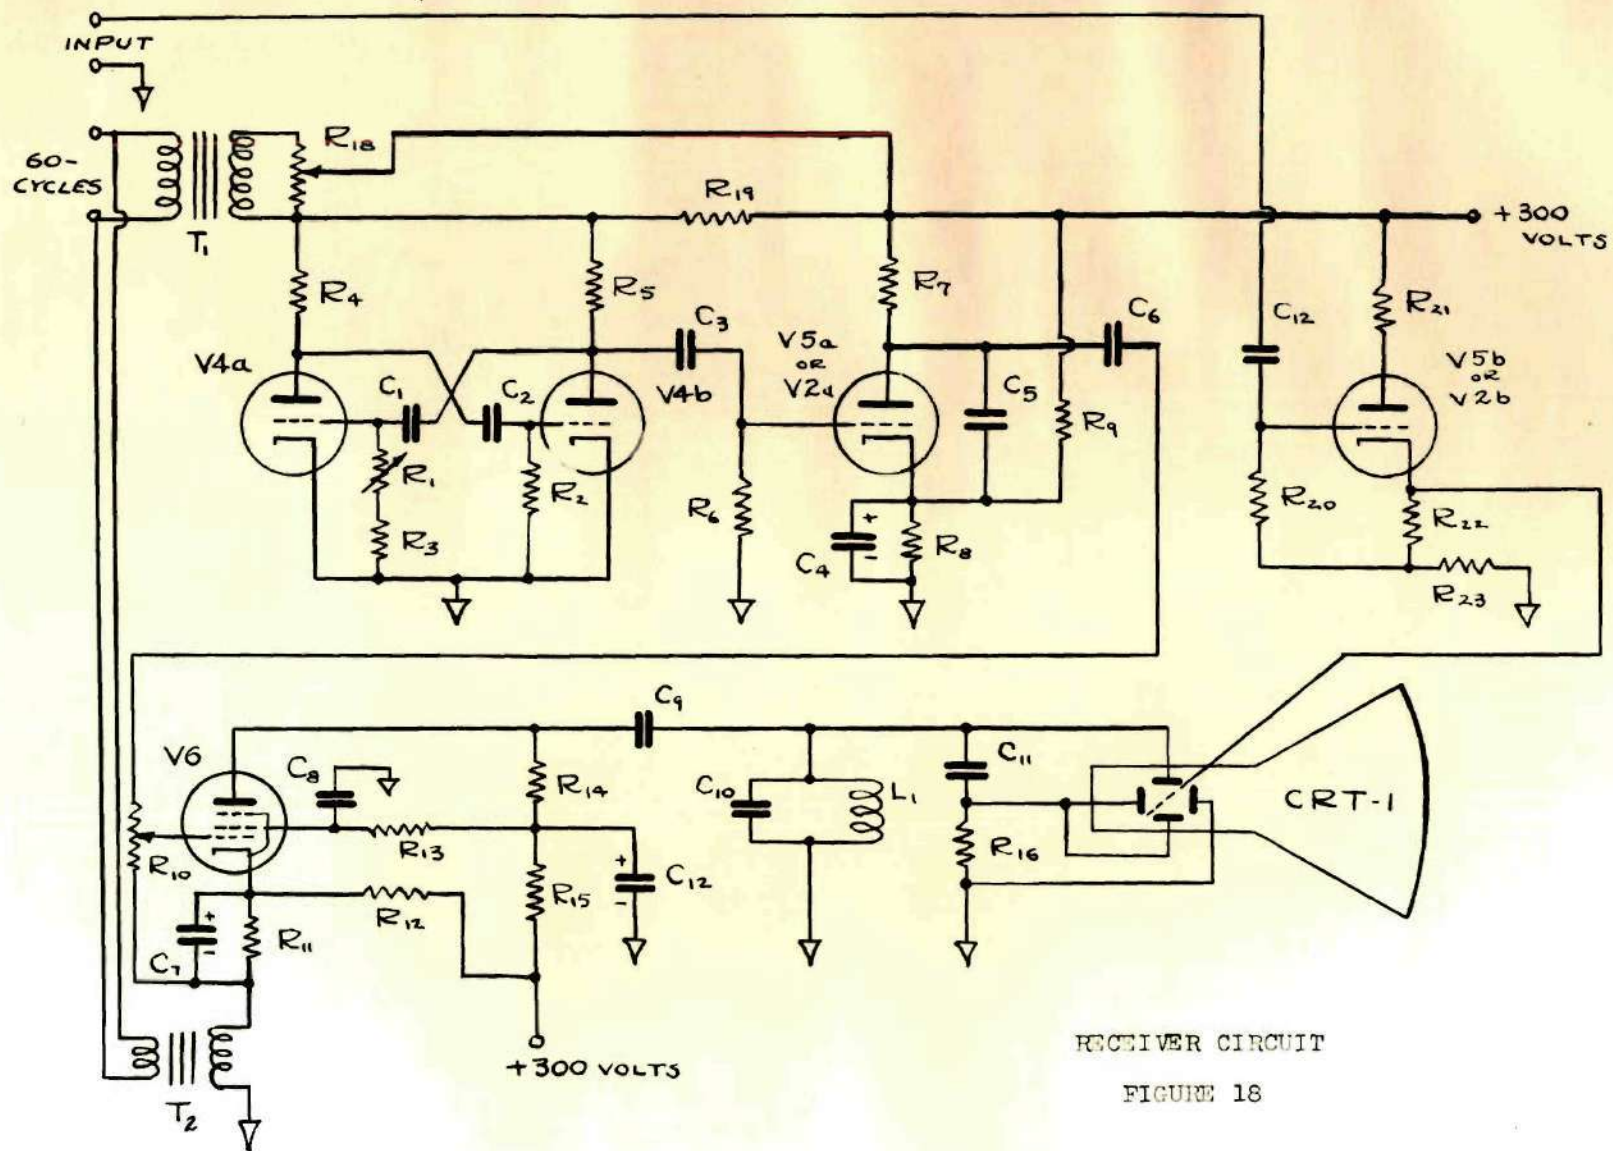 INPUT
60-
CYCLES
T₁
R₁₈
R₁₉
+300
VOLTS
R₄
R₅
R₇
C₃
C₆
C₁₂
R₂₁
V4a
C₁
C₂
V4b
V5a
OR
V2a
C₅
R₉
V5b
OR
V2b
R₁
R₂
R₃
R₆
+
C₄
-
R₈
R₂₀
R₂₂
R₂₃
V6
C₈
C₉
R₁₄
C₁₀
L₁
C₁₁
CRT-1
R₁₀
R₁₃
R₁₆
+
C₁₂
-
R₁₅
R₁₂
+
C₇
-
R₁₁
T₂
+300 VOLTS
RECEIVER CIRCUIT
FIGURE 18